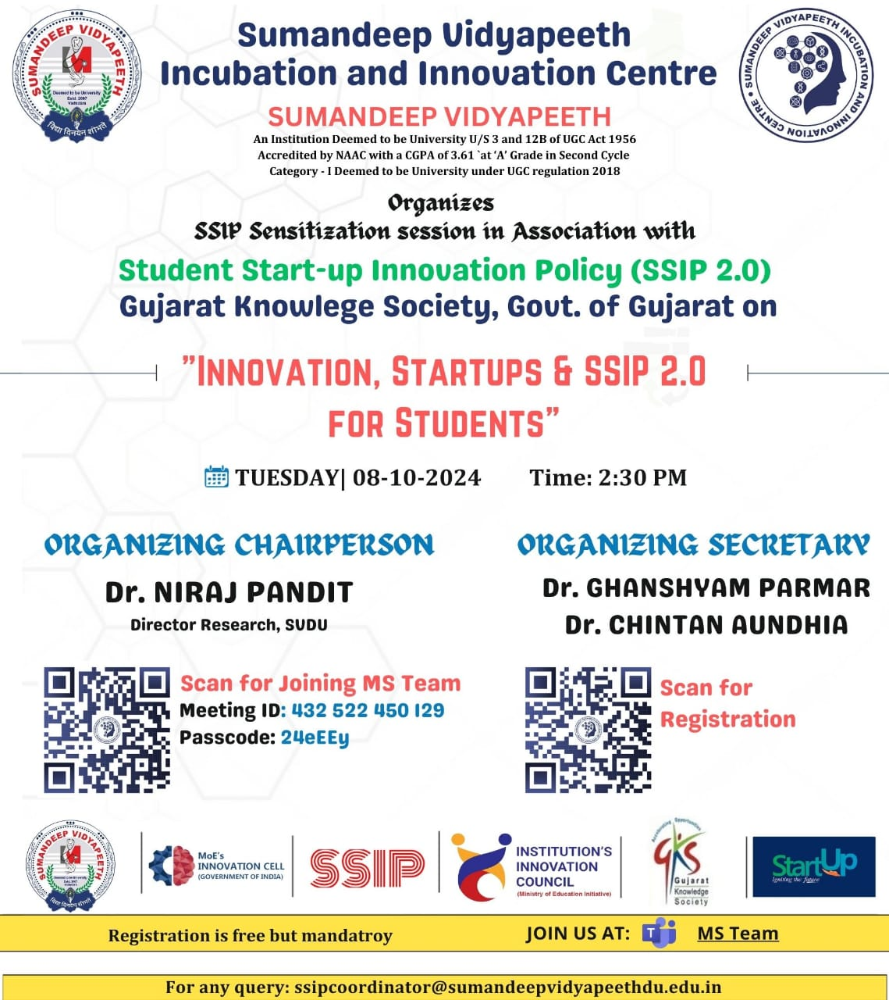 SUMANDEEP VIDYAPEETH
Deemed to be University
Estd. 2007
Vadodara
विद्या विनयेन शोभते
Sumandeep Vidyapeeth
Incubation and Innovation Centre
SUMANDEEP VIDYAPEETH INCUBATION AND INNOVATION CENTRE
SUMANDEEP VIDYAPEETH
An Institution Deemed to be University U/S 3 and 12B of UGC Act 1956
Accredited by NAAC with a CGPA of 3.61 `at ‘A’ Grade in Second Cycle
Category - I Deemed to be University under UGC regulation 2018
Organizes
SSIP Sensitization session in Association with
Student Start-up Innovation Policy (SSIP 2.0)
Gujarat Knowlege Society, Govt. of Gujarat on
"Innovation, Startups & SSIP 2.0
for Students"
TUESDAY| 08-10-2024 Time: 2:30 PM
ORGANIZING CHAIRPERSON
Dr. NIRAJ PANDIT
Director Research, SVDU
ORGANIZING SECRETARY
Dr. GHANSHYAM PARMAR
Dr. CHINTAN AUNDHIA
Scan for Joining MS Team
Meeting ID: 432 522 450 129
Passcode: 24eEEy
Scan for
Registration
SUMANDEEP VIDYAPEETH
MoE's
INNOVATION CELL
(GOVERNMENT OF INDIA)
SSIP
INSTITUTION'S
INNOVATION
COUNCIL
(Ministry of Education Initiative)
Accelerating Opportunities
GKS
Gujarat
Knowledge
Society
StartUp
Igniting the future
Registration is free but mandatroy
JOIN US AT: MS Team
For any query: ssipcoordinator@sumandeepvidyapeethdu.edu.in